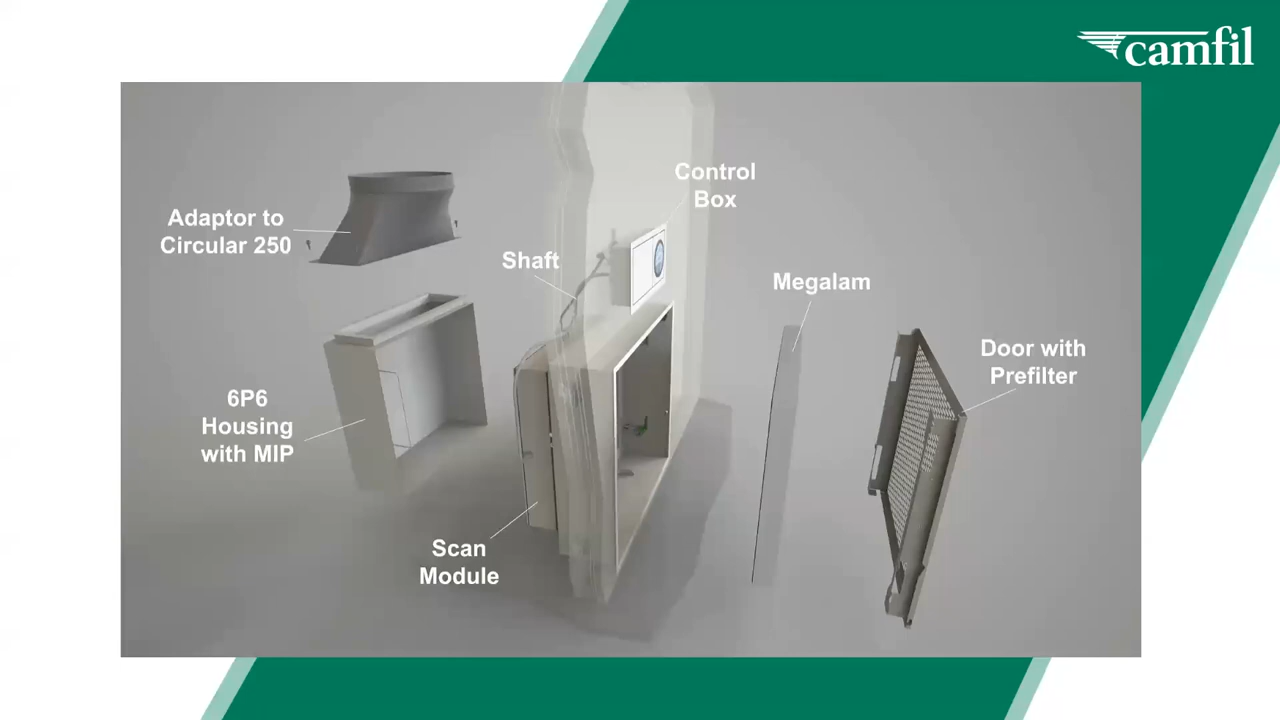 camfil
Control
Box
Adaptor to
Circular 250
Shaft
Megalam
Door with
Prefilter
6P6
Housing
with MIP
Scan
Module